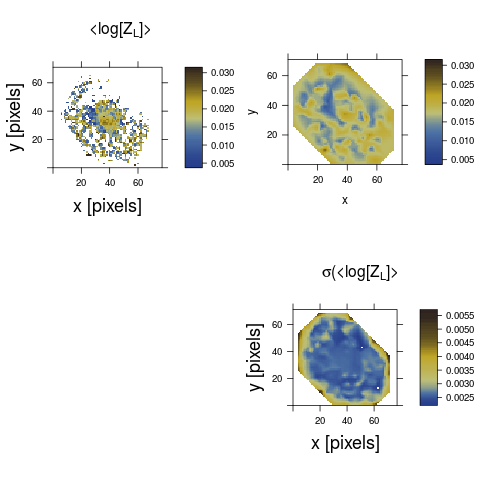 <log[Z_L]>
y [pixels]
60
40
20
20 40 60
x [pixels]
0.030
0.025
0.020
0.015
0.010
0.005
y
60
40
20
20 40 60
x
0.030
0.025
0.020
0.015
0.010
0.005
σ(<log[Z_L]>
y [pixels]
60
40
20
20 40 60
x [pixels]
0.0055
0.0050
0.0045
0.0040
0.0035
0.0030
0.0025